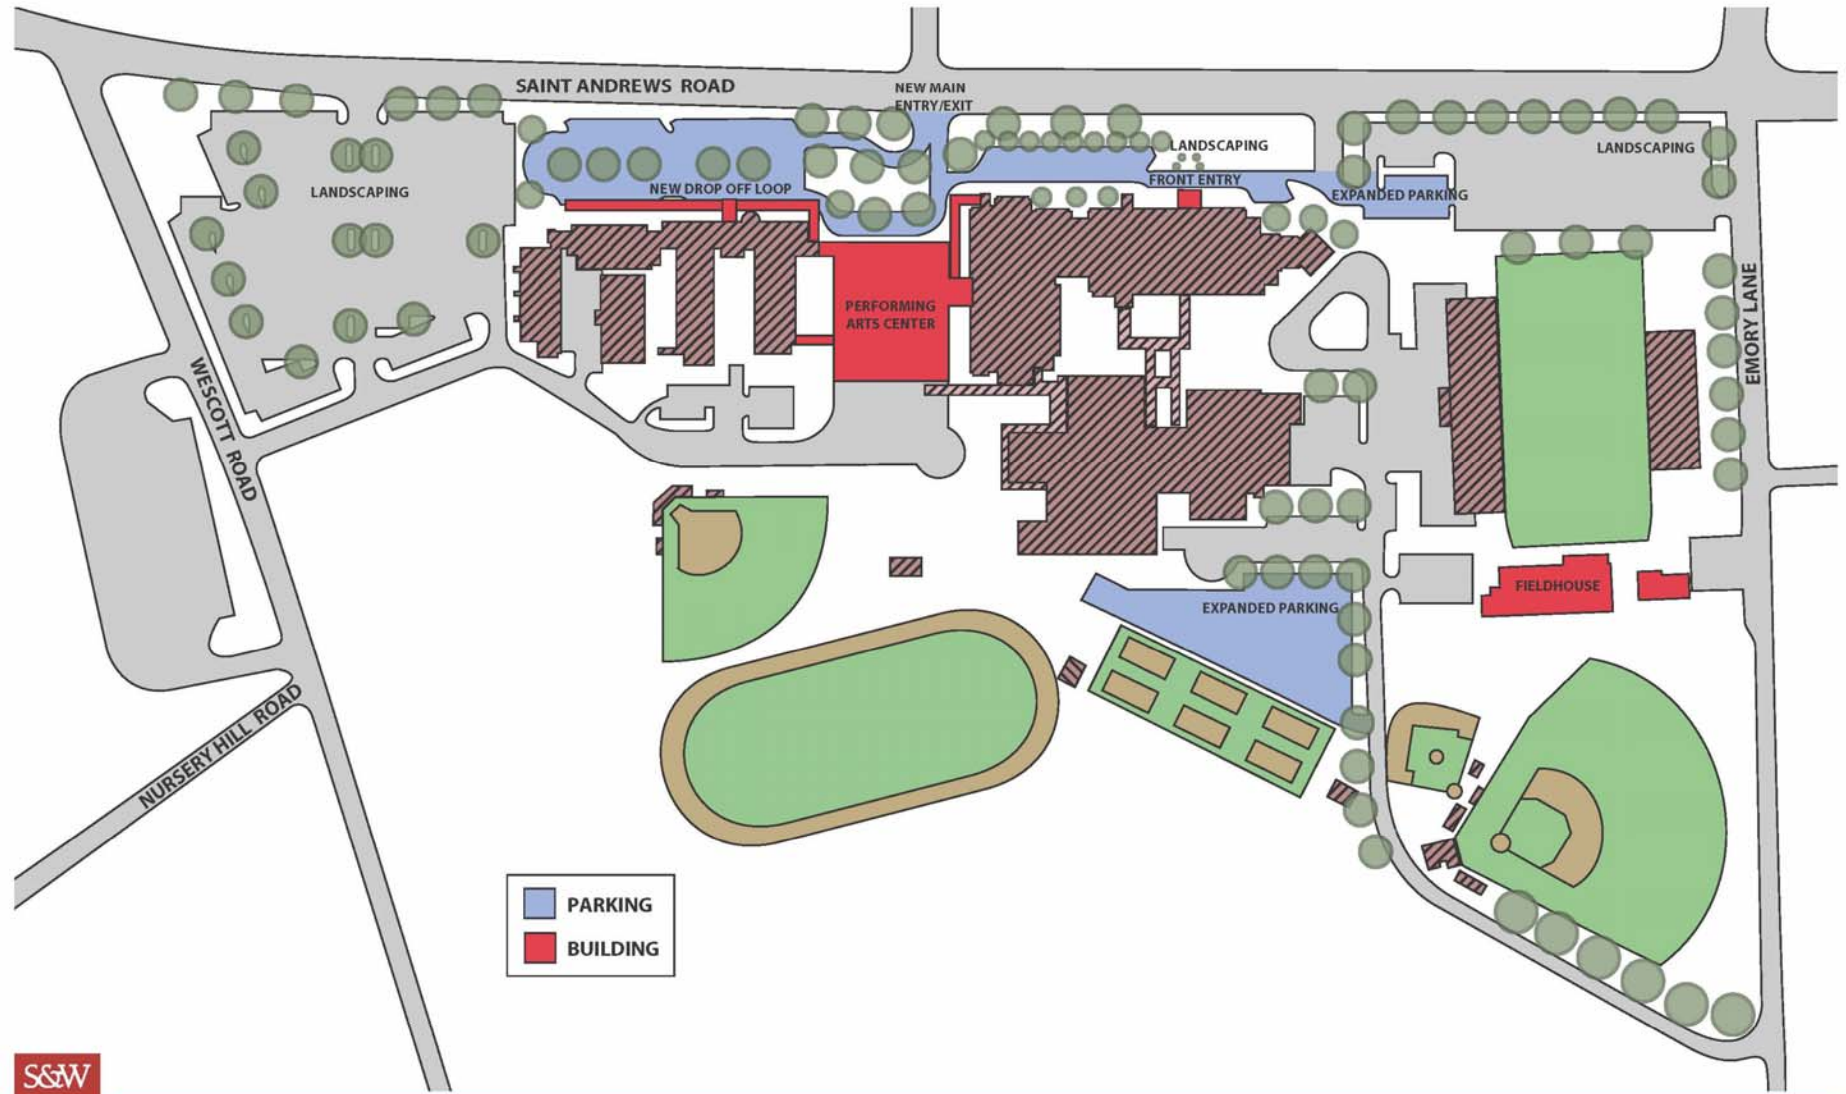 SAINT ANDREWS ROAD
NEW MAIN
ENTRY/EXIT
LANDSCAPING
LANDSCAPING
LANDSCAPING
NEW DROP OFF LOOP
FRONT ENTRY
EXPANDED PARKING
PERFORMING
ARTS CENTER
EMORY LANE
WESCOTT ROAD
FIELDHOUSE
EXPANDED PARKING
NURSERY HILL ROAD
PARKING
BUILDING
S&W